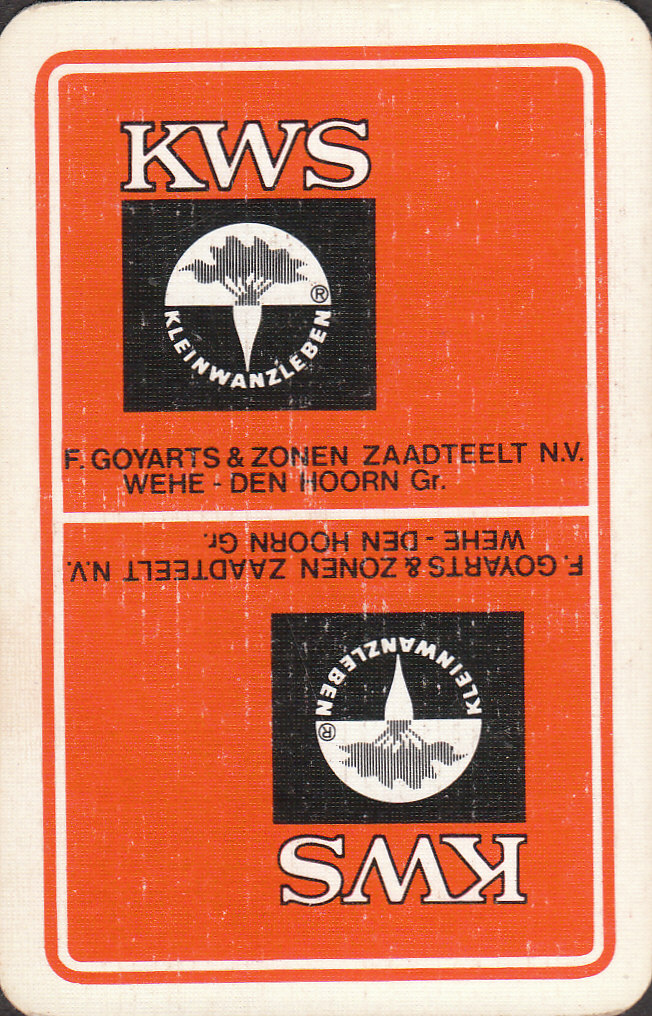 KWS
®
KLEINWANZLEBEN
F. GOYARTS & ZONEN ZAADTEELT N.V.
WEHE - DEN HOORN Gr.
F. GOYARTS & ZONEN ZAADTEELT N.V.
WEHE - DEN HOORN Gr.
KLEINWANZLEBEN
®
KWS